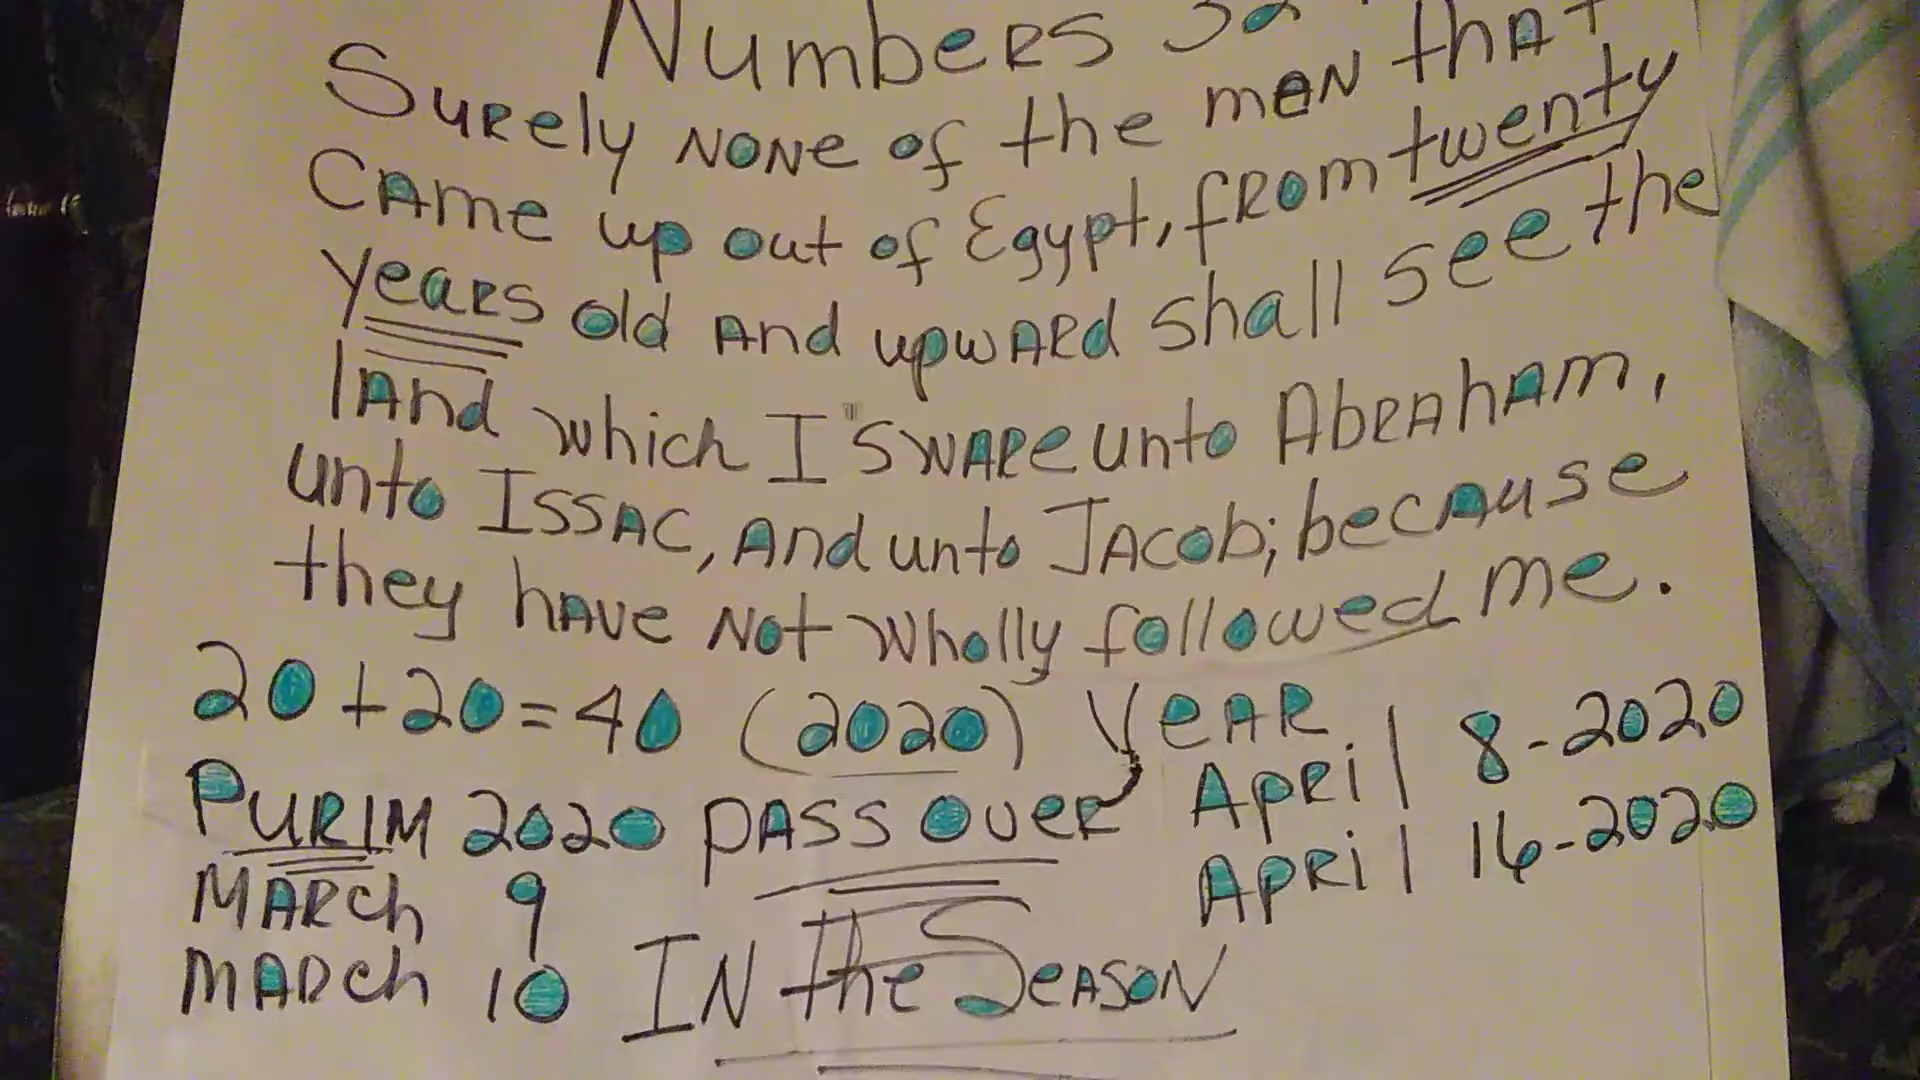 Numbers 32
Surely none of the men that
came up out of Egypt, from twenty
years old and upward shall see the
land which I sware unto Abraham,
unto Issac, and unto Jacob; because
they have not wholly followed me.
20+20=40 (2020) Year
April 8-2020
PURIM 2020 PASS OVER
April 16-2020
MARch 9
MARch 10 IN the SeASON